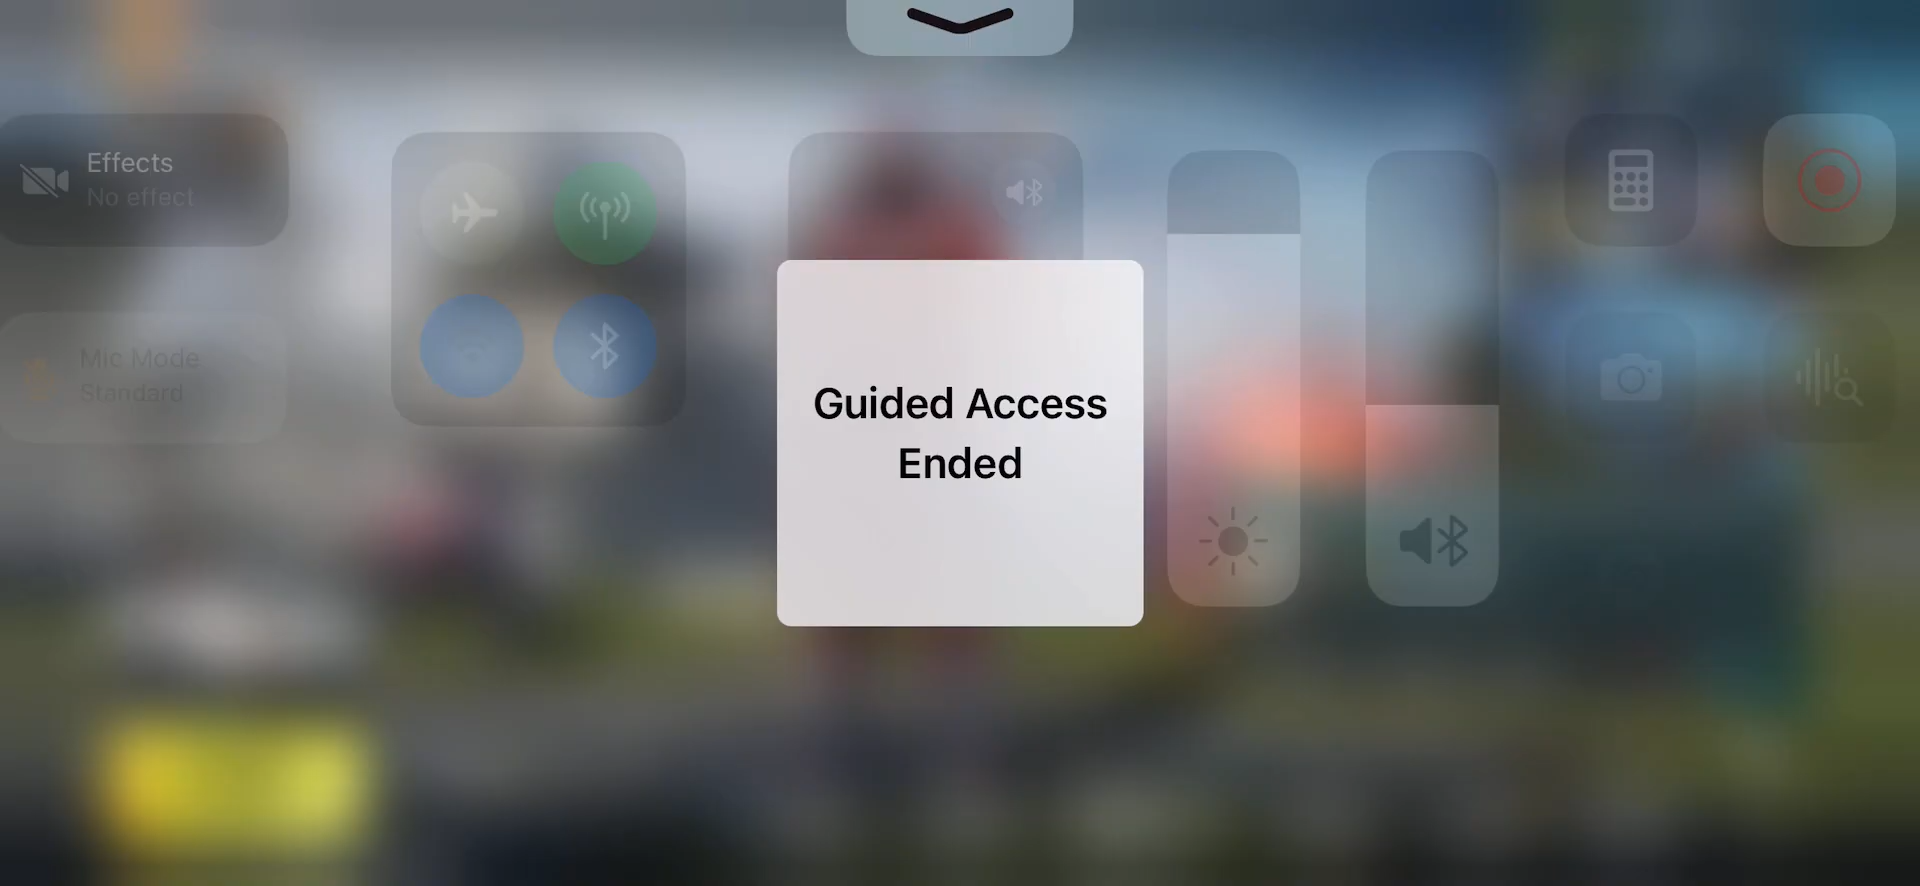 Effects
No effect
Mic Mode
Standard
Guided Access
Ended